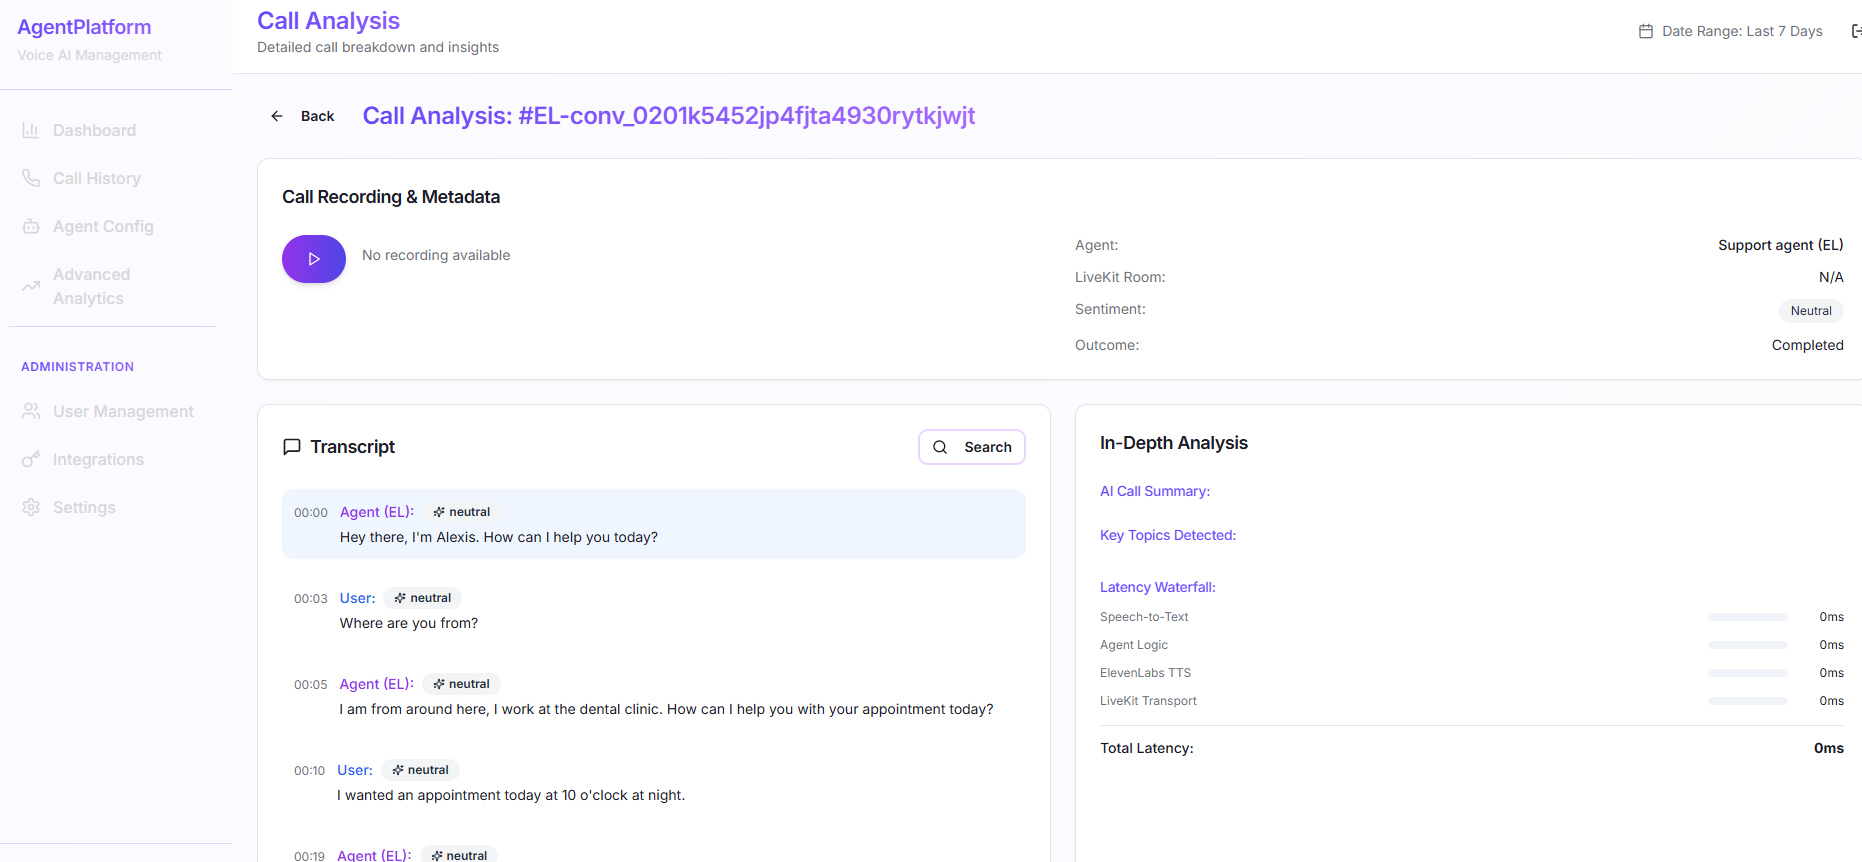 AgentPlatform
Voice AI Management
Dashboard
Call History
Agent Config
Advanced
Analytics
ADMINISTRATION
User Management
Integrations
Settings
Call Analysis
Detailed call breakdown and insights
Date Range: Last 7 Days
Back
Call Analysis: #EL-conv_0201k5452jp4fjta4930rytkjwjt
Call Recording & Metadata
No recording available
Agent: Support agent (EL)
LiveKit Room: N/A
Sentiment: Neutral
Outcome: Completed
Transcript
Search
00:00 Agent (EL): neutral
Hey there, I'm Alexis. How can I help you today?
00:03 User: neutral
Where are you from?
00:05 Agent (EL): neutral
I am from around here, I work at the dental clinic. How can I help you with your appointment today?
00:10 User: neutral
I wanted an appointment today at 10 o'clock at night.
00:19 Agent (EL): neutral
In-Depth Analysis
AI Call Summary:
Key Topics Detected:
Latency Waterfall:
Speech-to-Text 0ms
Agent Logic 0ms
ElevenLabs TTS 0ms
LiveKit Transport 0ms
Total Latency: 0ms